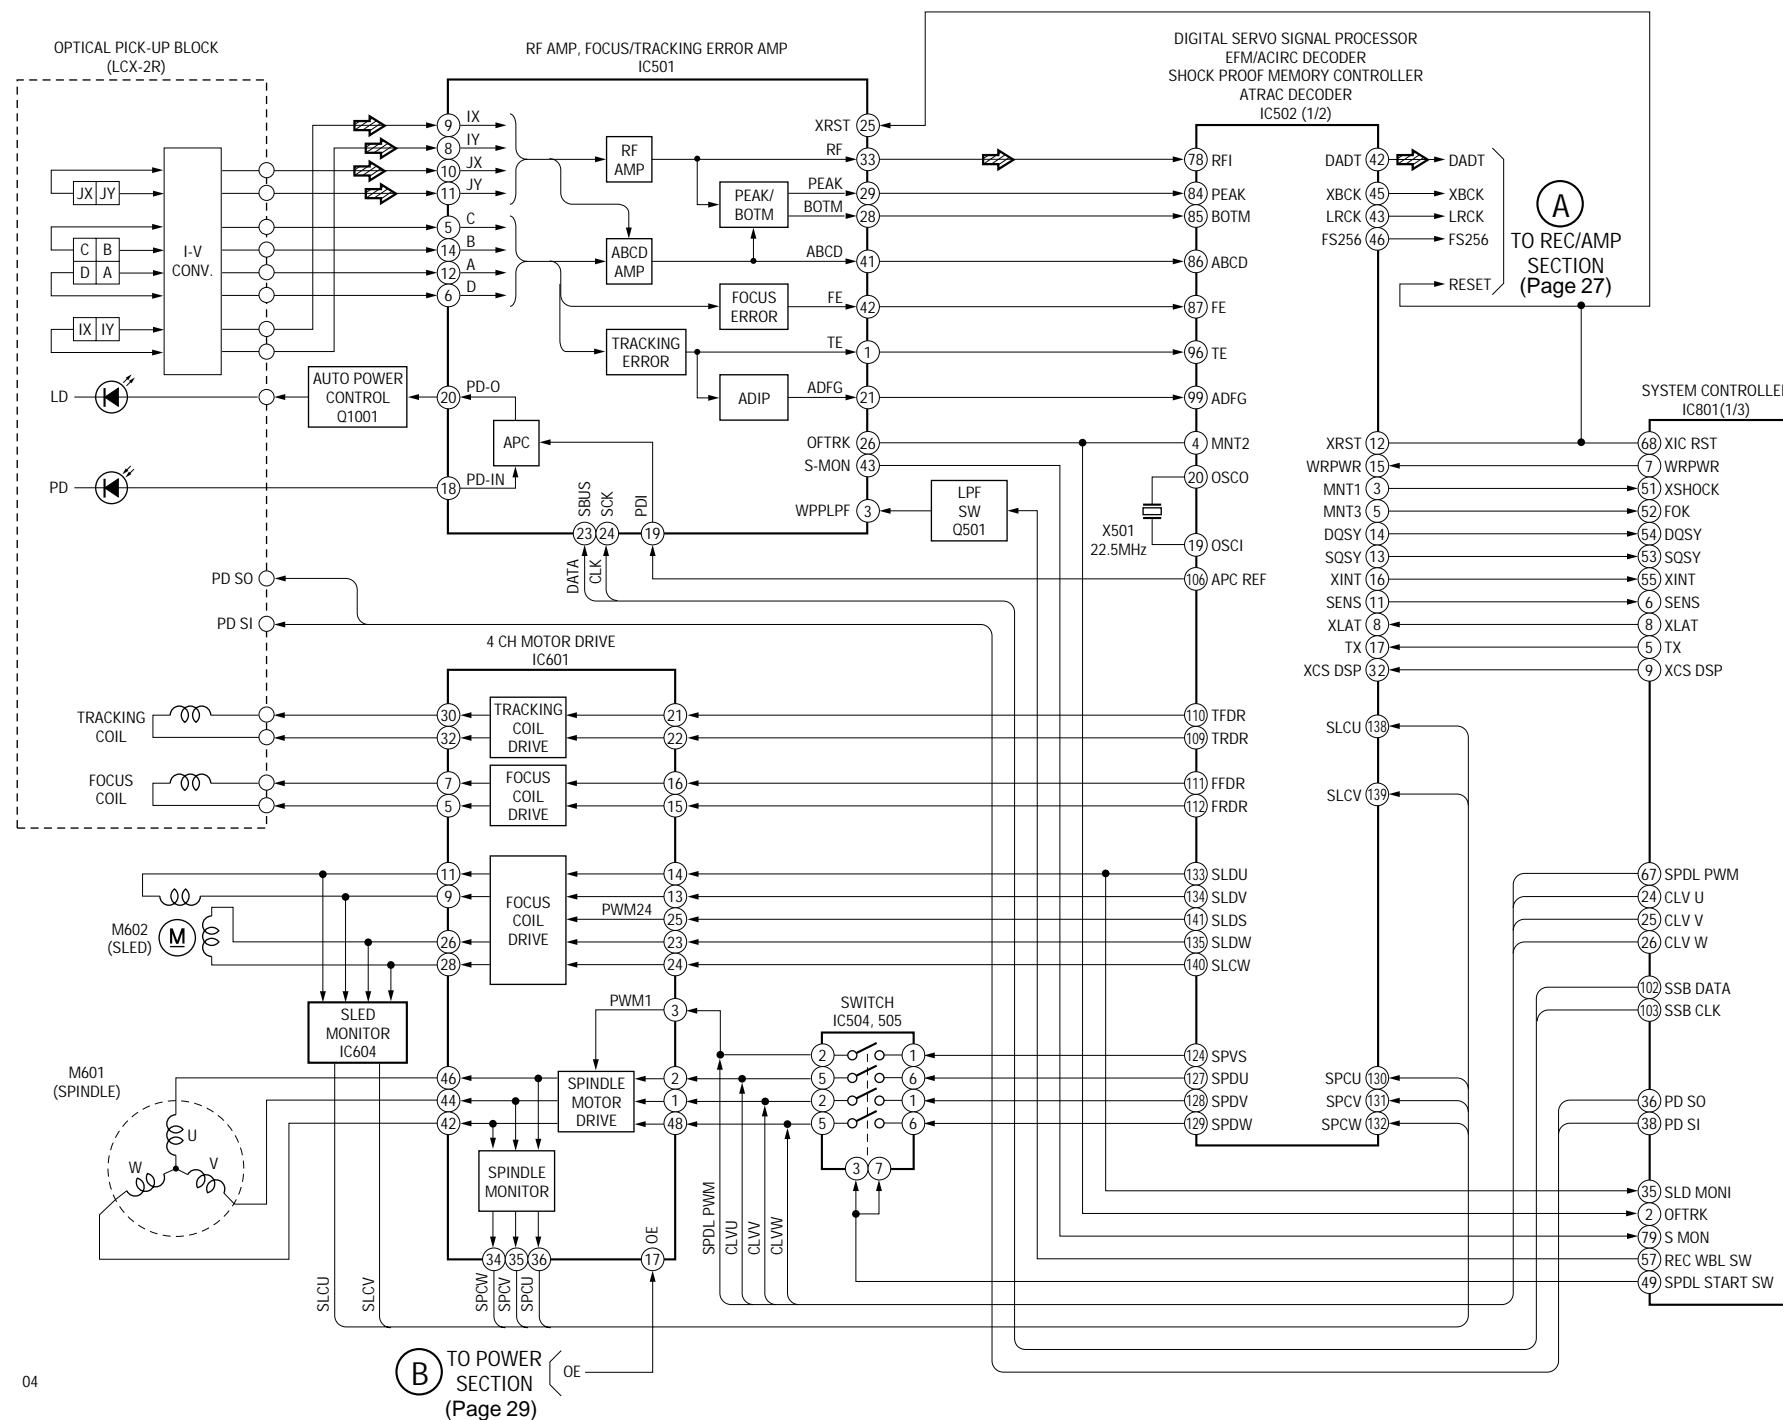 OPTICAL PICK-UP BLOCK
(LCX-2R)
JX JY
C B
D A
IX IY
I-V
CONV.
LD
PD
AUTO POWER
CONTROL
Q1001
PD SO
PD SI
TRACKING
COIL
FOCUS
COIL
RF AMP, FOCUS/TRACKING ERROR AMP
IC501
9 IX
8 IY
10 JX
11 JY
5 C
14 B
12 A
6 D
20 PD-O
18 PD-IN
RF
AMP
ABCD
AMP
PEAK/
BOTM
FOCUS
ERROR
TRACKING
ERROR
ADIP
APC
XRST 25
RF 33
PEAK 29
BOTM 28
ABCD 41
FE 42
TE 1
ADFG 21
OFTRK 26
S-MON 43
WPPLPF 3
SBUS
SCK
PDI
23 24 19
DATA
CLK
LPF
SW
Q501
X501
22.5MHz
DIGITAL SERVO SIGNAL PROCESSOR
EFM/ACIRC DECODER
SHOCK PROOF MEMORY CONTROLLER
ATRAC DECODER
IC502 (1/2)
78 RFI
84 PEAK
85 BOTM
86 ABCD
87 FE
96 TE
99 ADFG
4 MNT2
20 OSCO
19 OSCI
106 APC REF
110 TFDR
109 TRDR
111 FFDR
112 FRDR
133 SLDU
134 SLDV
141 SLDS
135 SLDW
140 SLCW
124 SPVS
127 SPDU
128 SPDV
129 SPDW
DADT 42 DADT
XBCK 45 XBCK
LRCK 43 LRCK
FS256 46 FS256
RESET
A
TO REC/AMP
SECTION
(Page 27)
XRST 12
WRPWR 15
MNT1 3
MNT3 5
DQSY 14
SQSY 13
XINT 16
SENS 11
XLAT 8
TX 17
XCS DSP 32
SLCU 138
SLCV 139
SPCU 130
SPCV 131
SPCW 132
SYSTEM CONTROLLER
IC801(1/3)
68 XIC RST
7 WRPWR
51 XSHOCK
52 FOK
54 DQSY
53 SQSY
55 XINT
6 SENS
8 XLAT
5 TX
9 XCS DSP
67 SPDL PWM
24 CLV U
25 CLV V
26 CLV W
102 SSB DATA
103 SSB CLK
36 PD SO
38 PD SI
35 SLD MONI
2 OFTRK
79 S MON
57 REC WBL SW
49 SPDL START SW
4 CH MOTOR DRIVE
IC601
30
32
7
5
11
9
26
28
46
44
42
TRACKING
COIL
DRIVE
FOCUS
COIL
DRIVE
FOCUS
COIL
DRIVE
SPINDLE
MOTOR
DRIVE
SPINDLE
MONITOR
21
22
16
15
14
13
PWM24 25
23
24
PWM1 3
2
1
48
34 35 36 17
OE
SPCW
SPCV
SPCU
M602
(SLED)
M
SLED
MONITOR
IC604
SLCU
SLCV
M601
(SPINDLE)
U
W V
SWITCH
IC504, 505
2 1
5 6
2 1
5 6
3 7
SPDL PWM
CLVU
CLVV
CLVW
B
TO POWER
SECTION
(Page 29)
OE
04